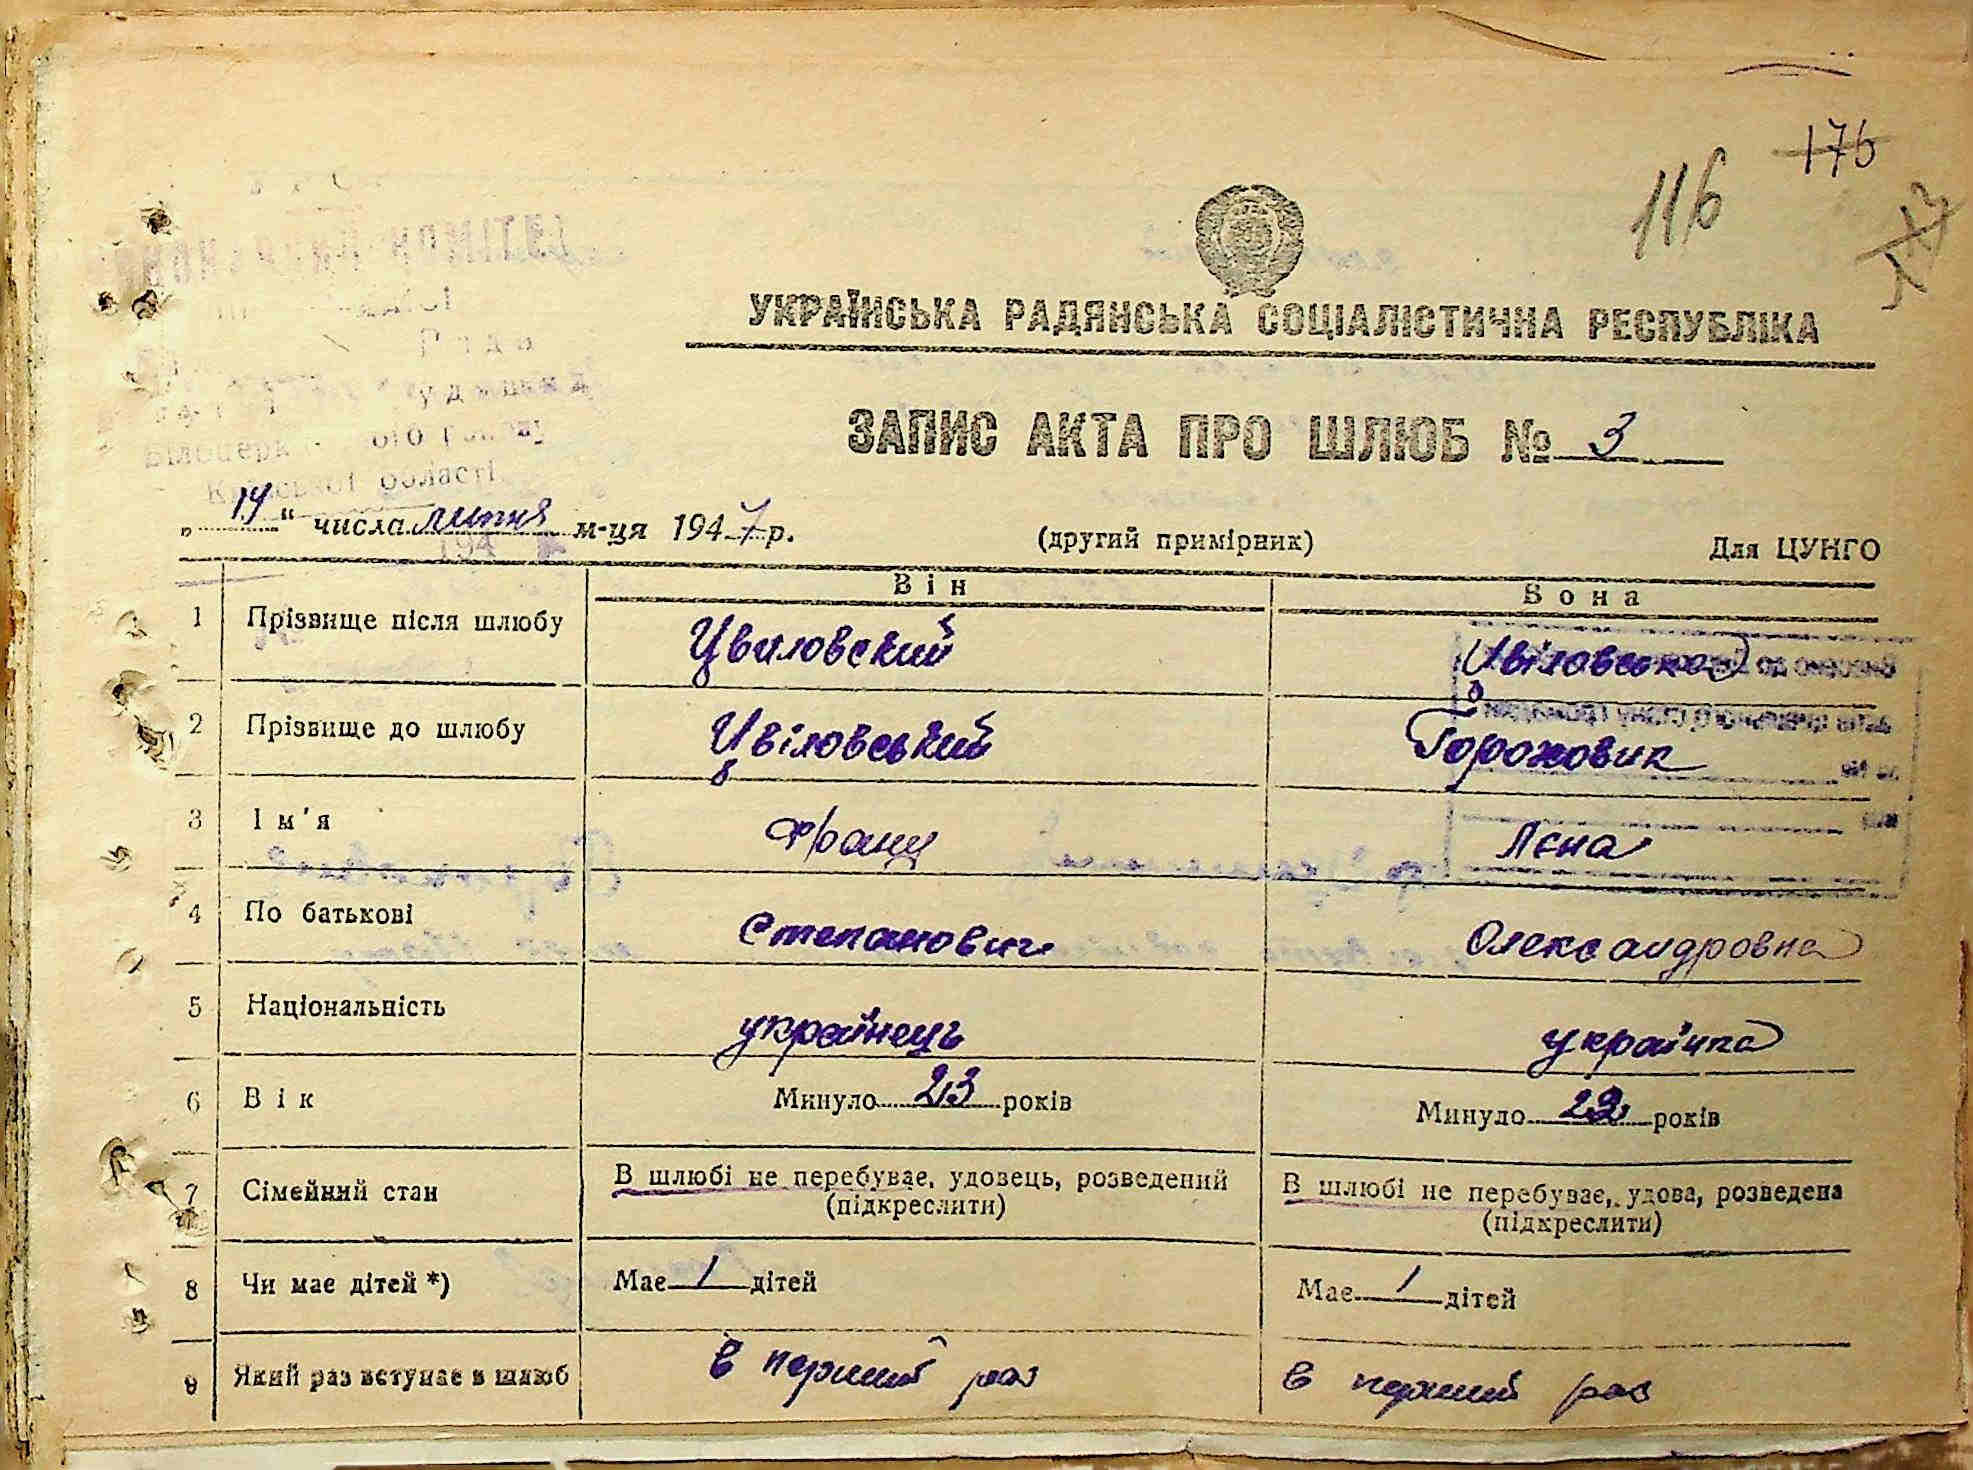 176
116
УКРАЇНСЬКА РАДЯНСЬКА СОЦІАЛІСТИЧНА РЕСПУБЛІКА
ЗАПИС АКТА ПРО ШЛЮБ № 3
Київської області
„ 14 “ числа липня м-ця 1947 р.
(другий примірник)
Для ЦУНГО
Він
Вона
1 Прізвище після шлюбу Цвиловский Цвіловська
2 Прізвище до шлюбу Цвіловський Горожовик
3 Ім'я Франц Лєна
4 По батькові Степанович Олександровна
5 Національність українець українка
6 Вік Минуло 23 років Минуло 22 років
7 Сімейний стан В шлюбі не перебуває, удовець, розведений В шлюбі не перебуває, удова, розведена
(підкреслити) (підкреслити)
8 Чи має дітей *) Має 1 дітей Має 1 дітей
9 Який раз вступає в шлюб в перший раз в перший раз